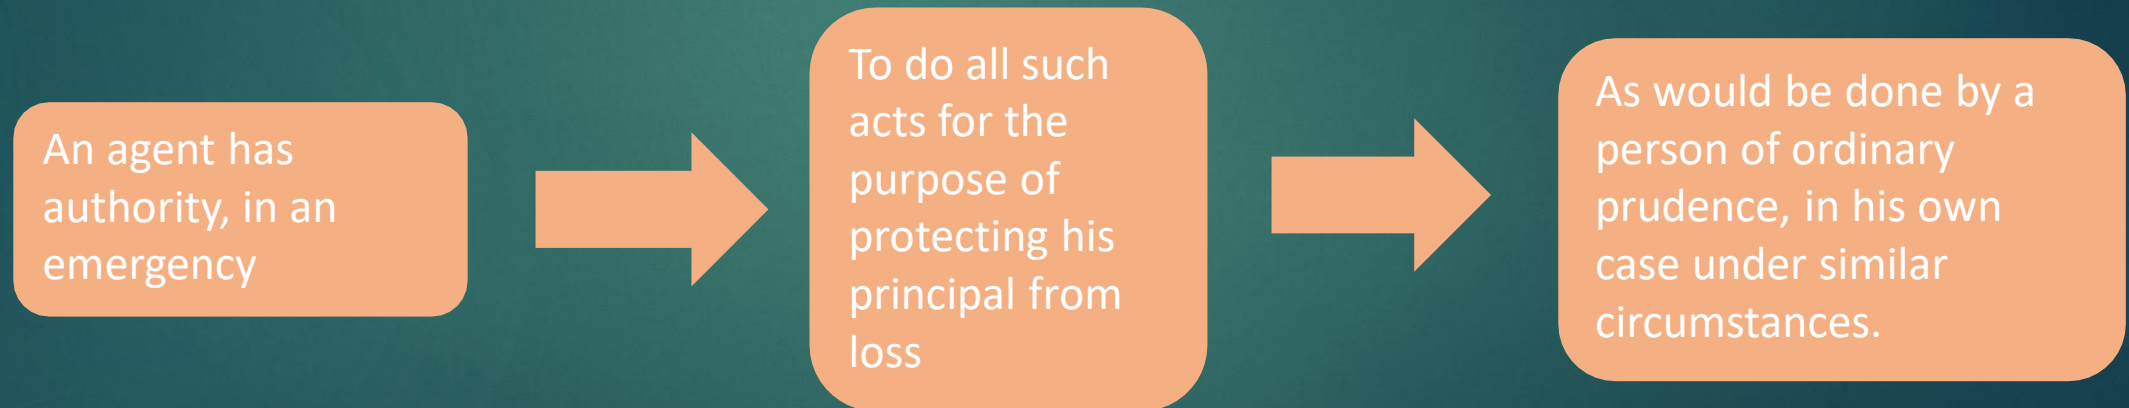 An agent has
authority, in an
emergency
To do all such
acts for the
purpose of
protecting his
principal from
loss
As would be done by a
person of ordinary
prudence, in his own
case under similar
circumstances.